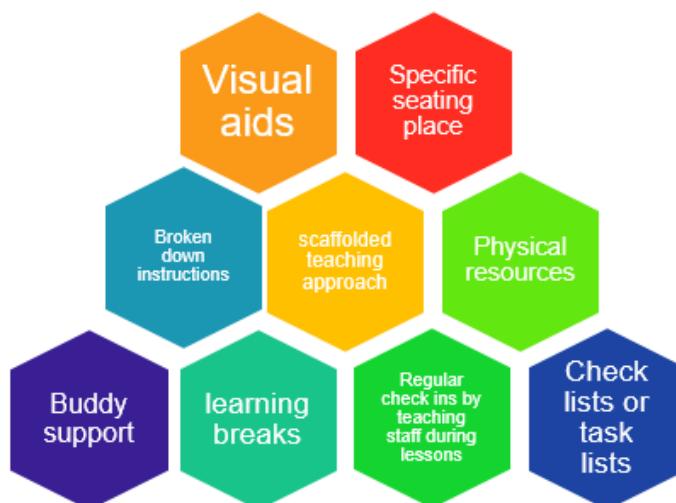 Visual
aids
Specific
seating
place
Broken
down
instructions
scaffolded
teaching
approach
Physical
resources
Buddy
support
learning
breaks
Regular
check ins by
teaching
staff during
lessons
Check
lists or
task
lists